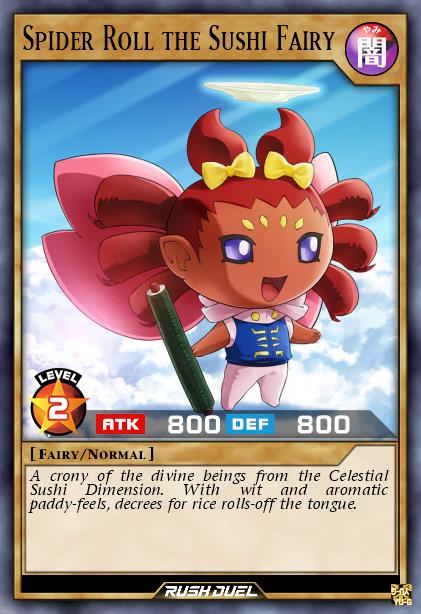 Spider Roll the Sushi Fairy
やみ
闇
LEVEL
2
ATK 800 DEF 800
[Fairy/Normal]
A crony of the divine beings from the Celestial
Sushi Dimension. With wit and aromatic
paddy-feels, decrees for rice rolls-off the tongue.
RUSH DUEL